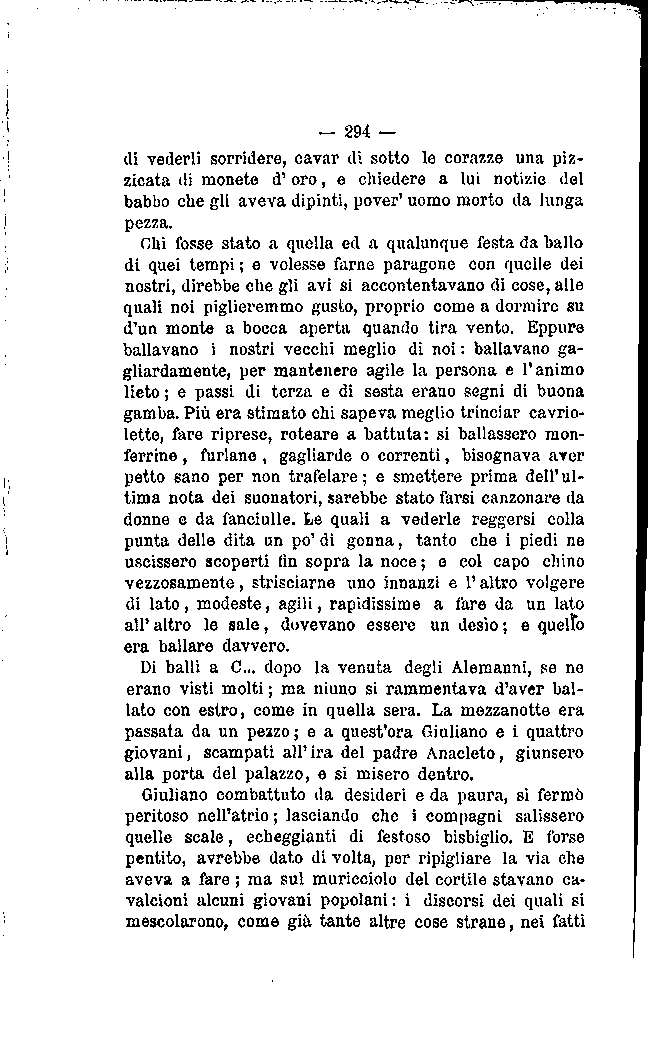 — 294 —
di vederli sorridere, cavar di sotto le corazze una piz-
zicata di monete d' oro, e chiedere a lui notizie del
babbo che gli aveva dipinti, pover' uomo morto da lunga
pezza.
Chi fosse stato a quella ed a qualunque festa da ballo
di quei tempi; e volesse farne paragone con quelle dei
nostri, direbbe che gli avi si accontentavano di cose, alle
quali noi piglieremmo gusto, proprio come a dormire su
d'un monte a bocca aperta quando tira vento. Eppure
ballavano i nostri vecchi meglio di noi: ballavano ga-
gliardamente, per mantenere agile la persona e l'animo
lieto; e passi di terza e di sesta erano segni di buona
gamba. Più era stimato chi sapeva meglio trinciar cavrio-
lette, fare riprese, roteare a battuta: si ballassero mon-
ferrine, furlane, gagliarde o correnti, bisognava aver
petto sano per non trafelare; e smettere prima dell'ul-
tima nota dei suonatori, sarebbe stato farsi canzonare da
donne e da fanciulle. Le quali a vederle reggersi colla
punta delle dita un po' di gonna, tanto che i piedi ne
uscissero scoperti fin sopra la noce; e col capo chino
vezzosamente, strisciarne uno innanzi e l'altro volgere
di lato, modeste, agili, rapidissime a fare da un lato
all'altro le sale, dovevano essere un desìo; e quello
era ballare davvero.
Di balli a C... dopo la venuta degli Alemanni, se ne
erano visti molti; ma niuno si rammentava d'aver bal-
lato con estro, come in quella sera. La mezzanotte era
passata da un pezzo; e a quest'ora Giuliano e i quattro
giovani, scampati all'ira del padre Anacleto, giunsero
alla porta del palazzo, e si misero dentro.
Giuliano combattuto da desideri e da paura, si fermò
peritoso nell'atrio; lasciando che i compagni salissero
quelle scale, echeggianti di festoso bisbiglio. E forse
pentito, avrebbe dato di volta, per ripigliare la via che
aveva a fare; ma sul muricciolo del cortile stavano ca-
valcioni alcuni giovani popolani: i discorsi dei quali si
mescolarono, come già tante altre cose strane, nei fatti